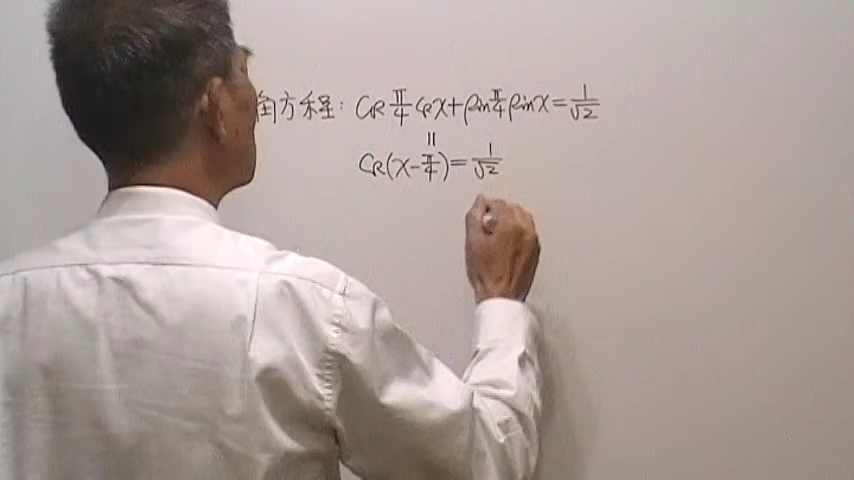 角方程: cos π/4 cos x + sin π/4 sin x = 1/√2
=
cos(x - π/4) = 1/√2